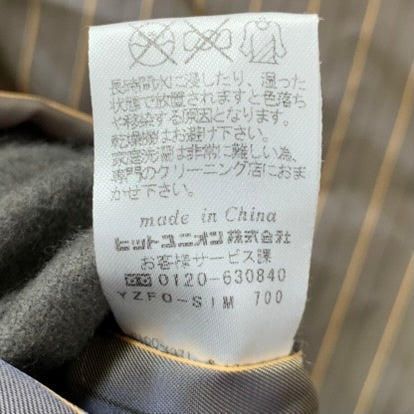 長時間水に浸したり、湿った
状態で放置されますと色落ち
や移染する原因となります。
乾燥機はお避け下さい。
家庭洗濯は非常に難しい為、
専門のクリーニング店におま
かせ下さい。
made in China
ヒットユニオン株式会社
お客様サービス課
0120-630840
YZFO-SIM 700